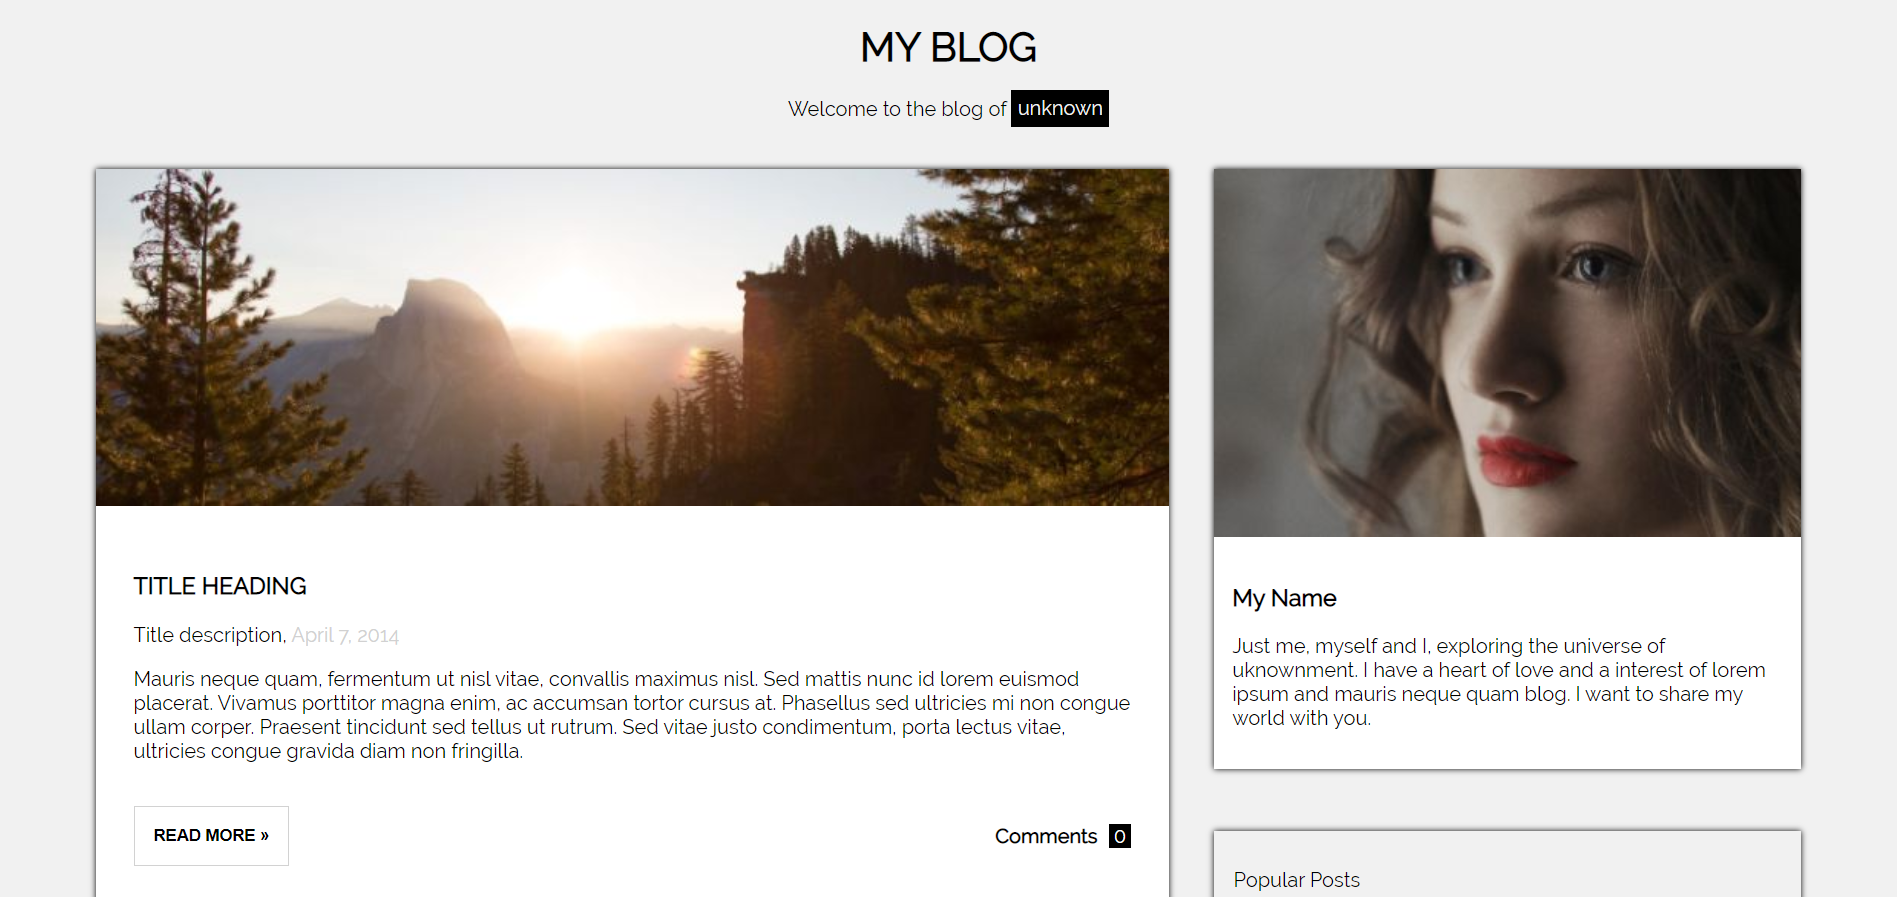 MY BLOG
Welcome to the blog of unknown
TITLE HEADING
Title description, April 7, 2014
Mauris neque quam, fermentum ut nisl vitae, convallis maximus nisl. Sed mattis nunc id lorem euismod
placerat. Vivamus porttitor magna enim, ac accumsan tortor cursus at. Phasellus sed ultricies mi non congue
ullam corper. Praesent tincidunt sed tellus ut rutrum. Sed vitae justo condimentum, porta lectus vitae,
ultricies congue gravida diam non fringilla.
READ MORE »
Comments 0
My Name
Just me, myself and I, exploring the universe of
uknownment. I have a heart of love and a interest of lorem
ipsum and mauris neque quam blog. I want to share my
world with you.
Popular Posts